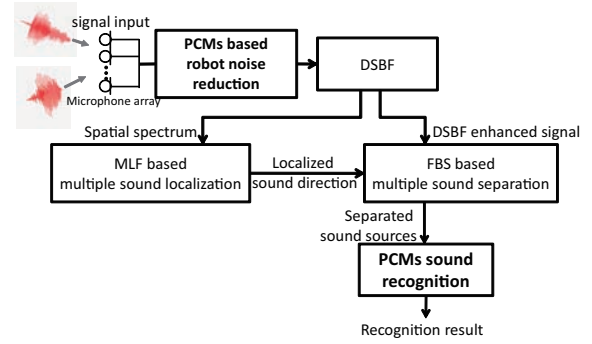 signal input
Microphone array
PCMs based
robot noise
reduction
DSBF
Spatial spectrum
DSBF enhanced signal
MLF based
multiple sound localization
Localized
sound direction
FBS based
multiple sound separation
Separated
sound sources
PCMs sound
recognition
Recognition result